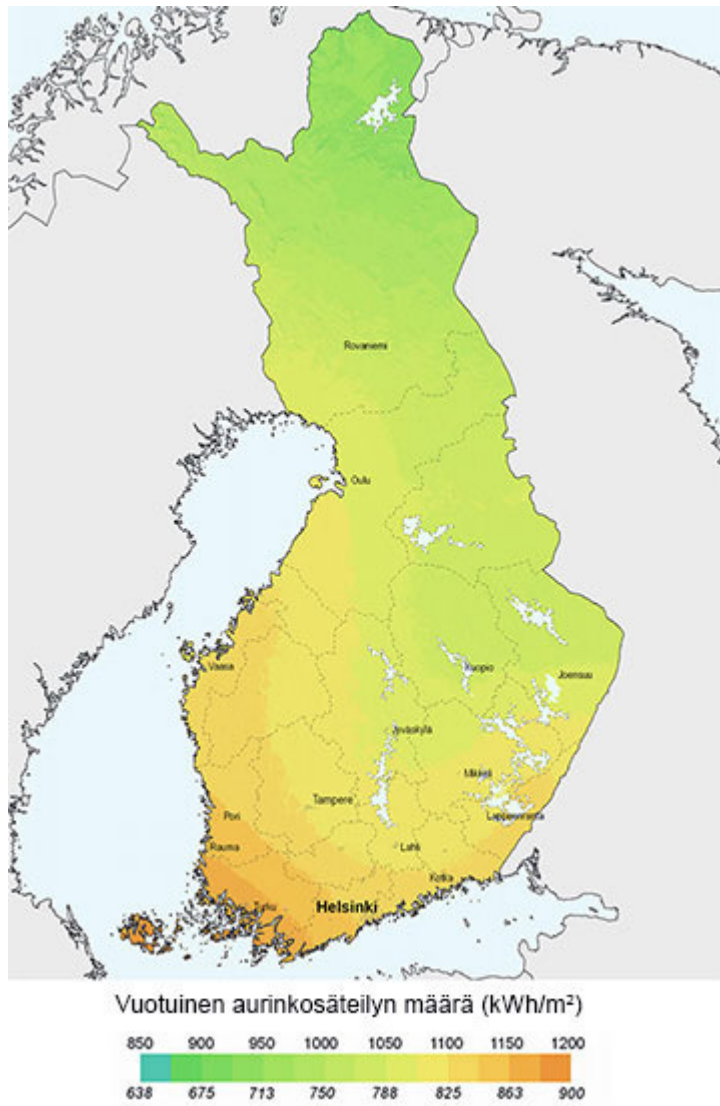 Rovaniemi
Oulu
Vaasa
Kuopio
Joensuu
Jyväskylä
Mikkeli
Tampere
Pori
Lappeenranta
Rauma
Lahti
Kotka
Turku
Helsinki
Vuotuinen aurinkosäteilyn määrä (kWh/m²)
850 900 950 1000 1050 1100 1150 1200
638 675 713 750 788 825 863 900